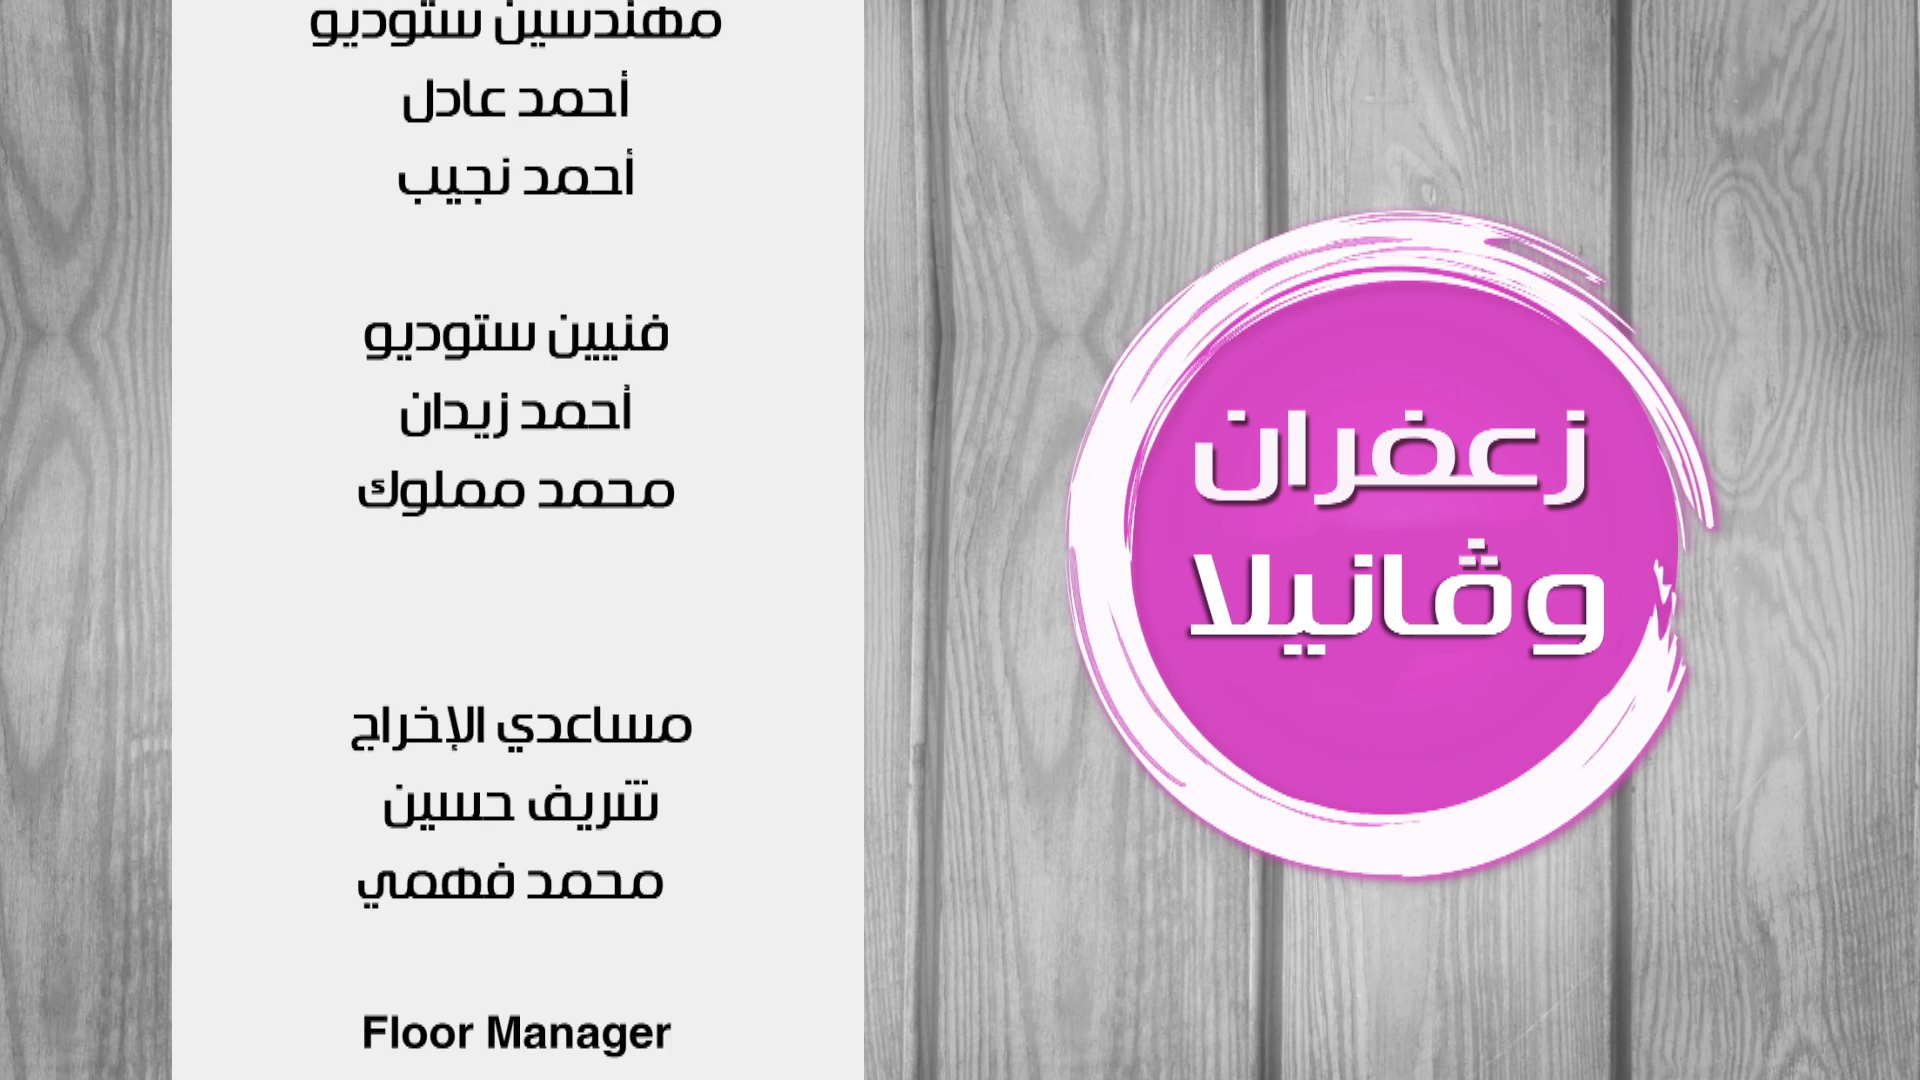 مهندسين ستوديو
أحمد عادل
أحمد نجيب
فنيين ستوديو
أحمد زيدان
محمد مملوك
مساعدي الإخراج
شريف حسين
محمد فهمي
Floor Manager
زعفران
وڤانيلا